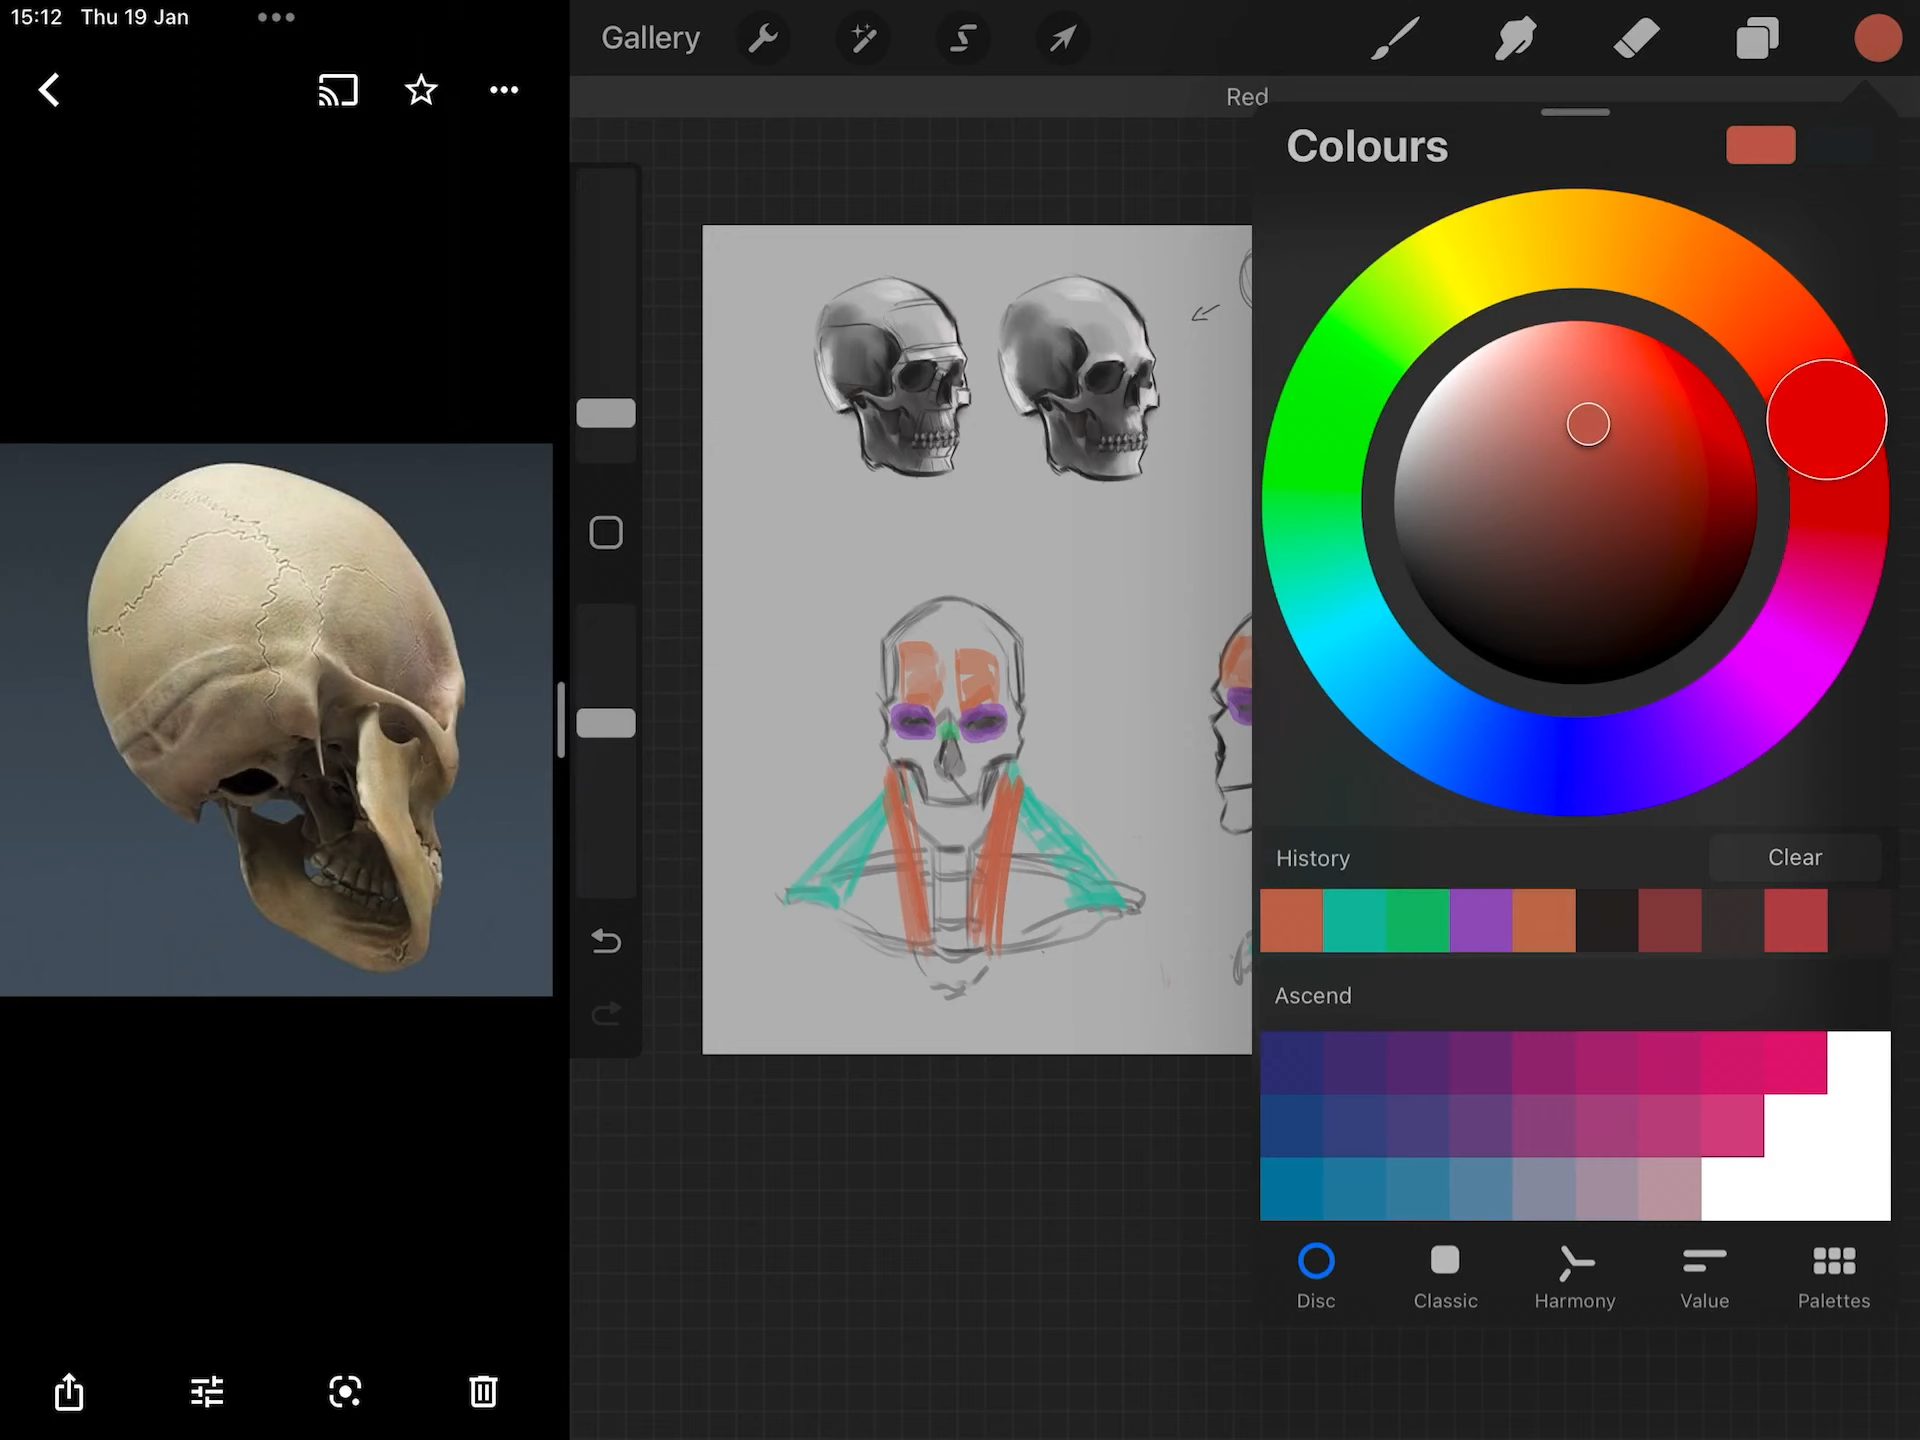 15:12 Thu 19 Jan
Gallery
Red
Colours
History
Clear
Ascend
Disc
Classic
Harmony
Value
Palettes